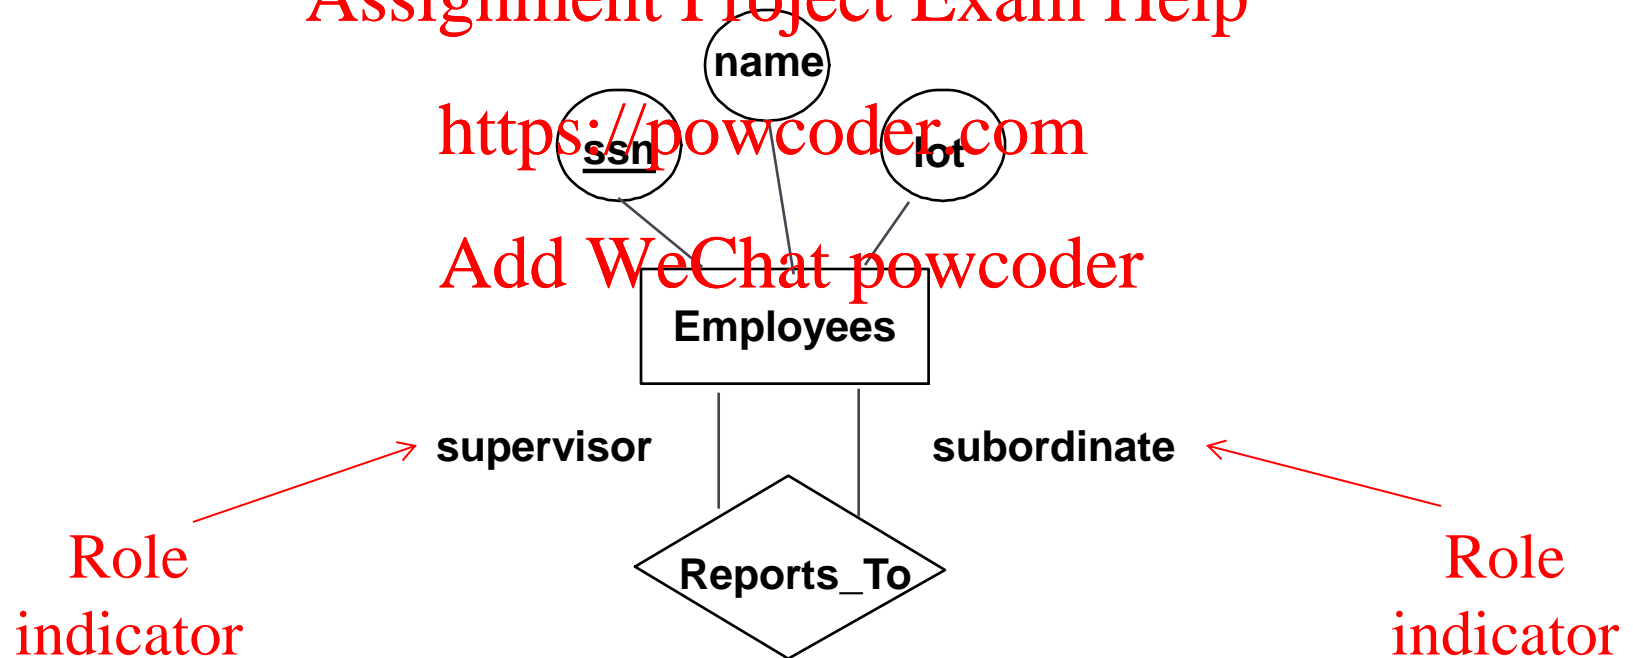 Assignment Project Exam Help
name
https://powcoder.com
ssn
lot
Add WeChat powcoder
Employees
supervisor
subordinate
Role
indicator
Reports_To
Role
indicator